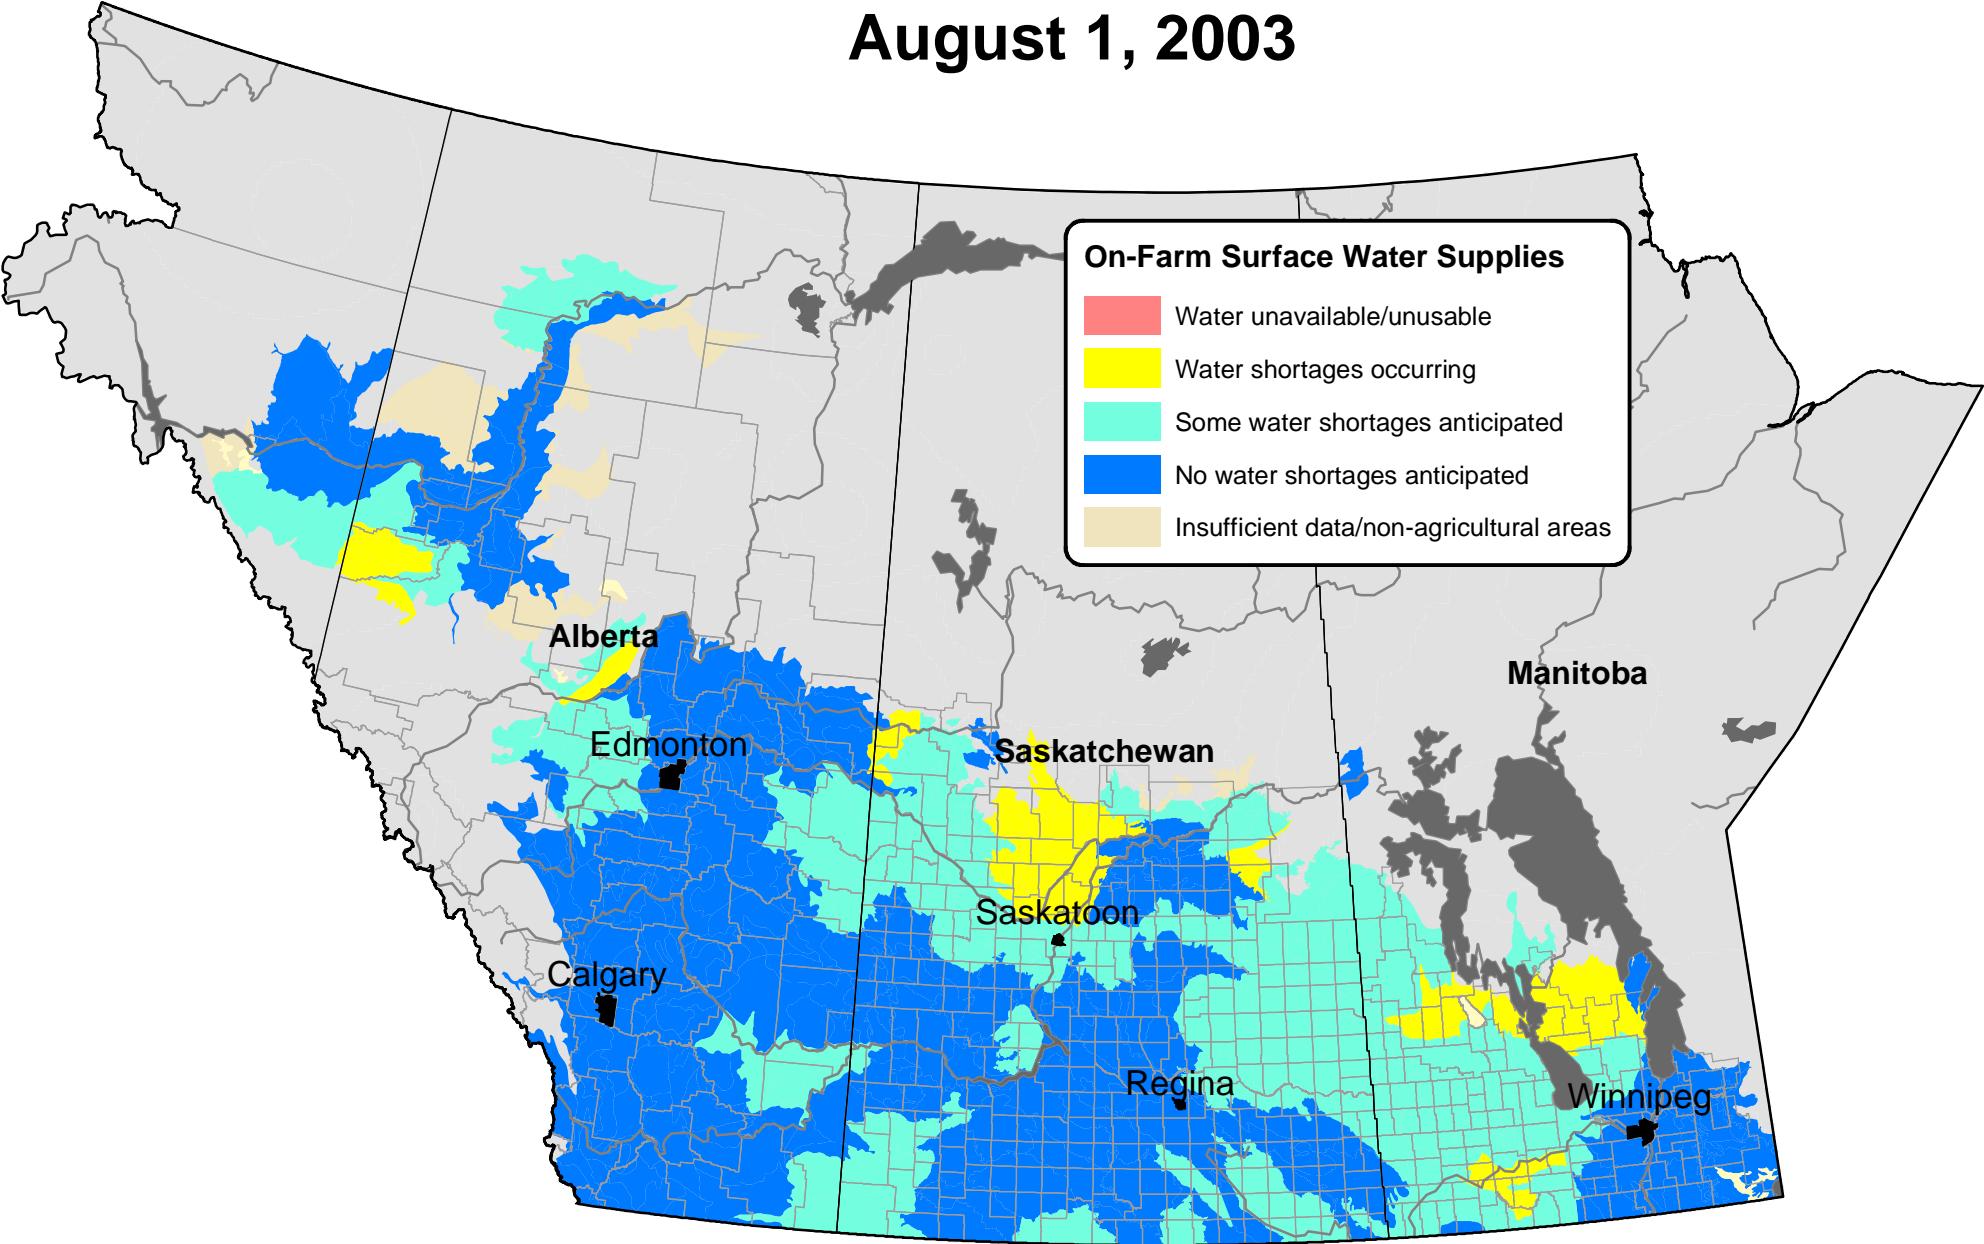 August 1, 2003
On-Farm Surface Water Supplies
Water unavailable/unusable
Water shortages occurring
Some water shortages anticipated
No water shortages anticipated
Insufficient data/non-agricultural areas
Alberta
Manitoba
Edmonton
Saskatchewan
Saskatoon
Calgary
Regina
Winnipeg